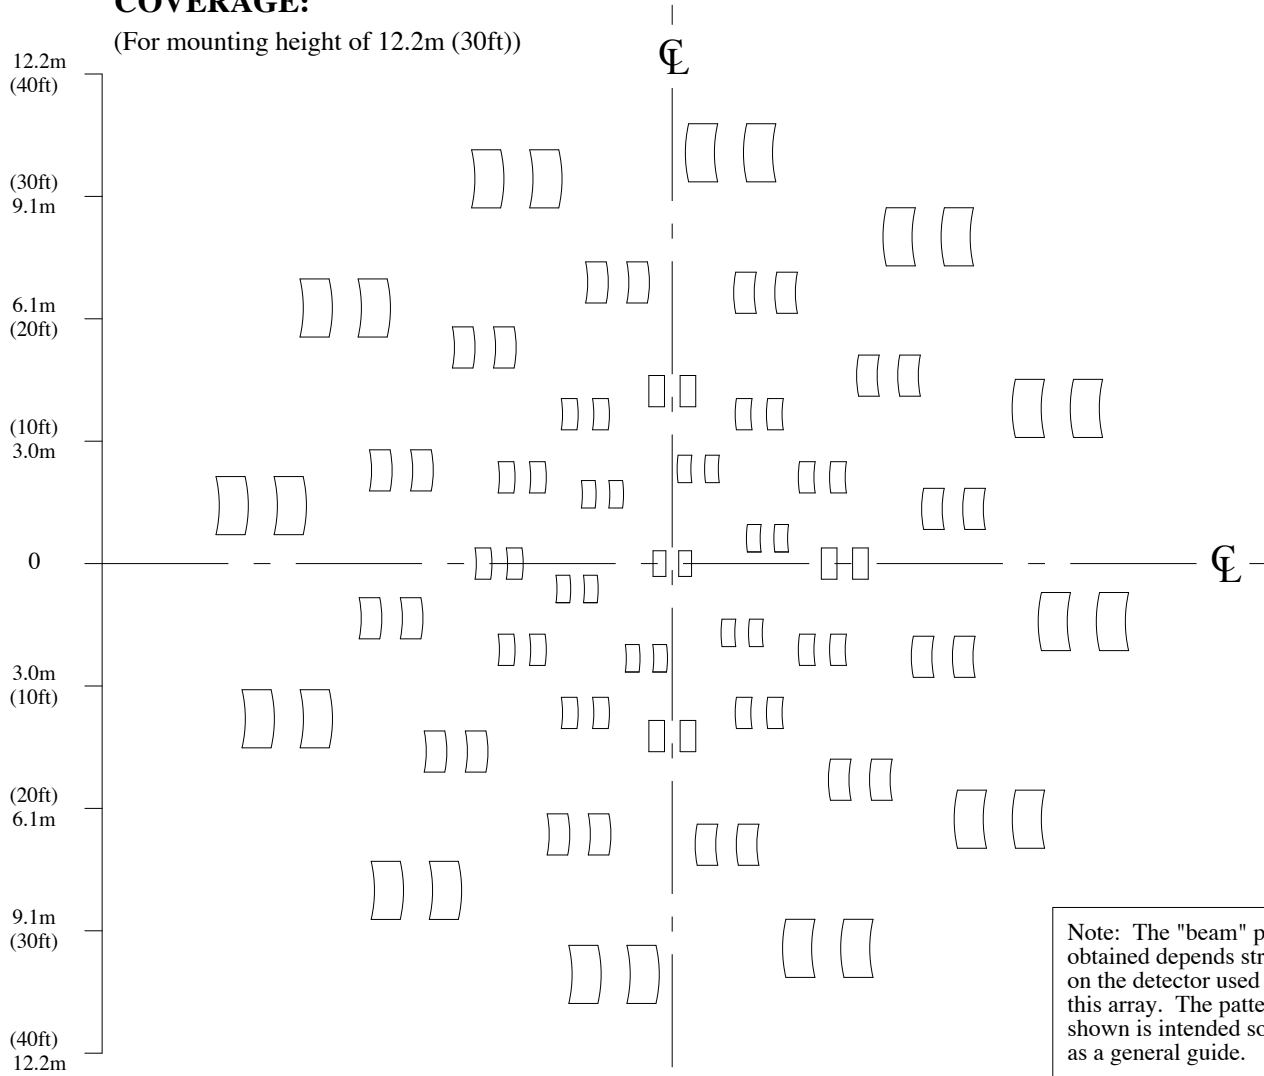 COVERAGE:
(For mounting height of 12.2m (30ft))
℄
12.2m
(40ft)
(30ft)
9.1m
6.1m
(20ft)
(10ft)
3.0m
0
℄
3.0m
(10ft)
(20ft)
6.1m
9.1m
(30ft)
(40ft)
12.2m
Note: The "beam" p
obtained depends str
on the detector used
this array. The patte
shown is intended so
as a general guide.